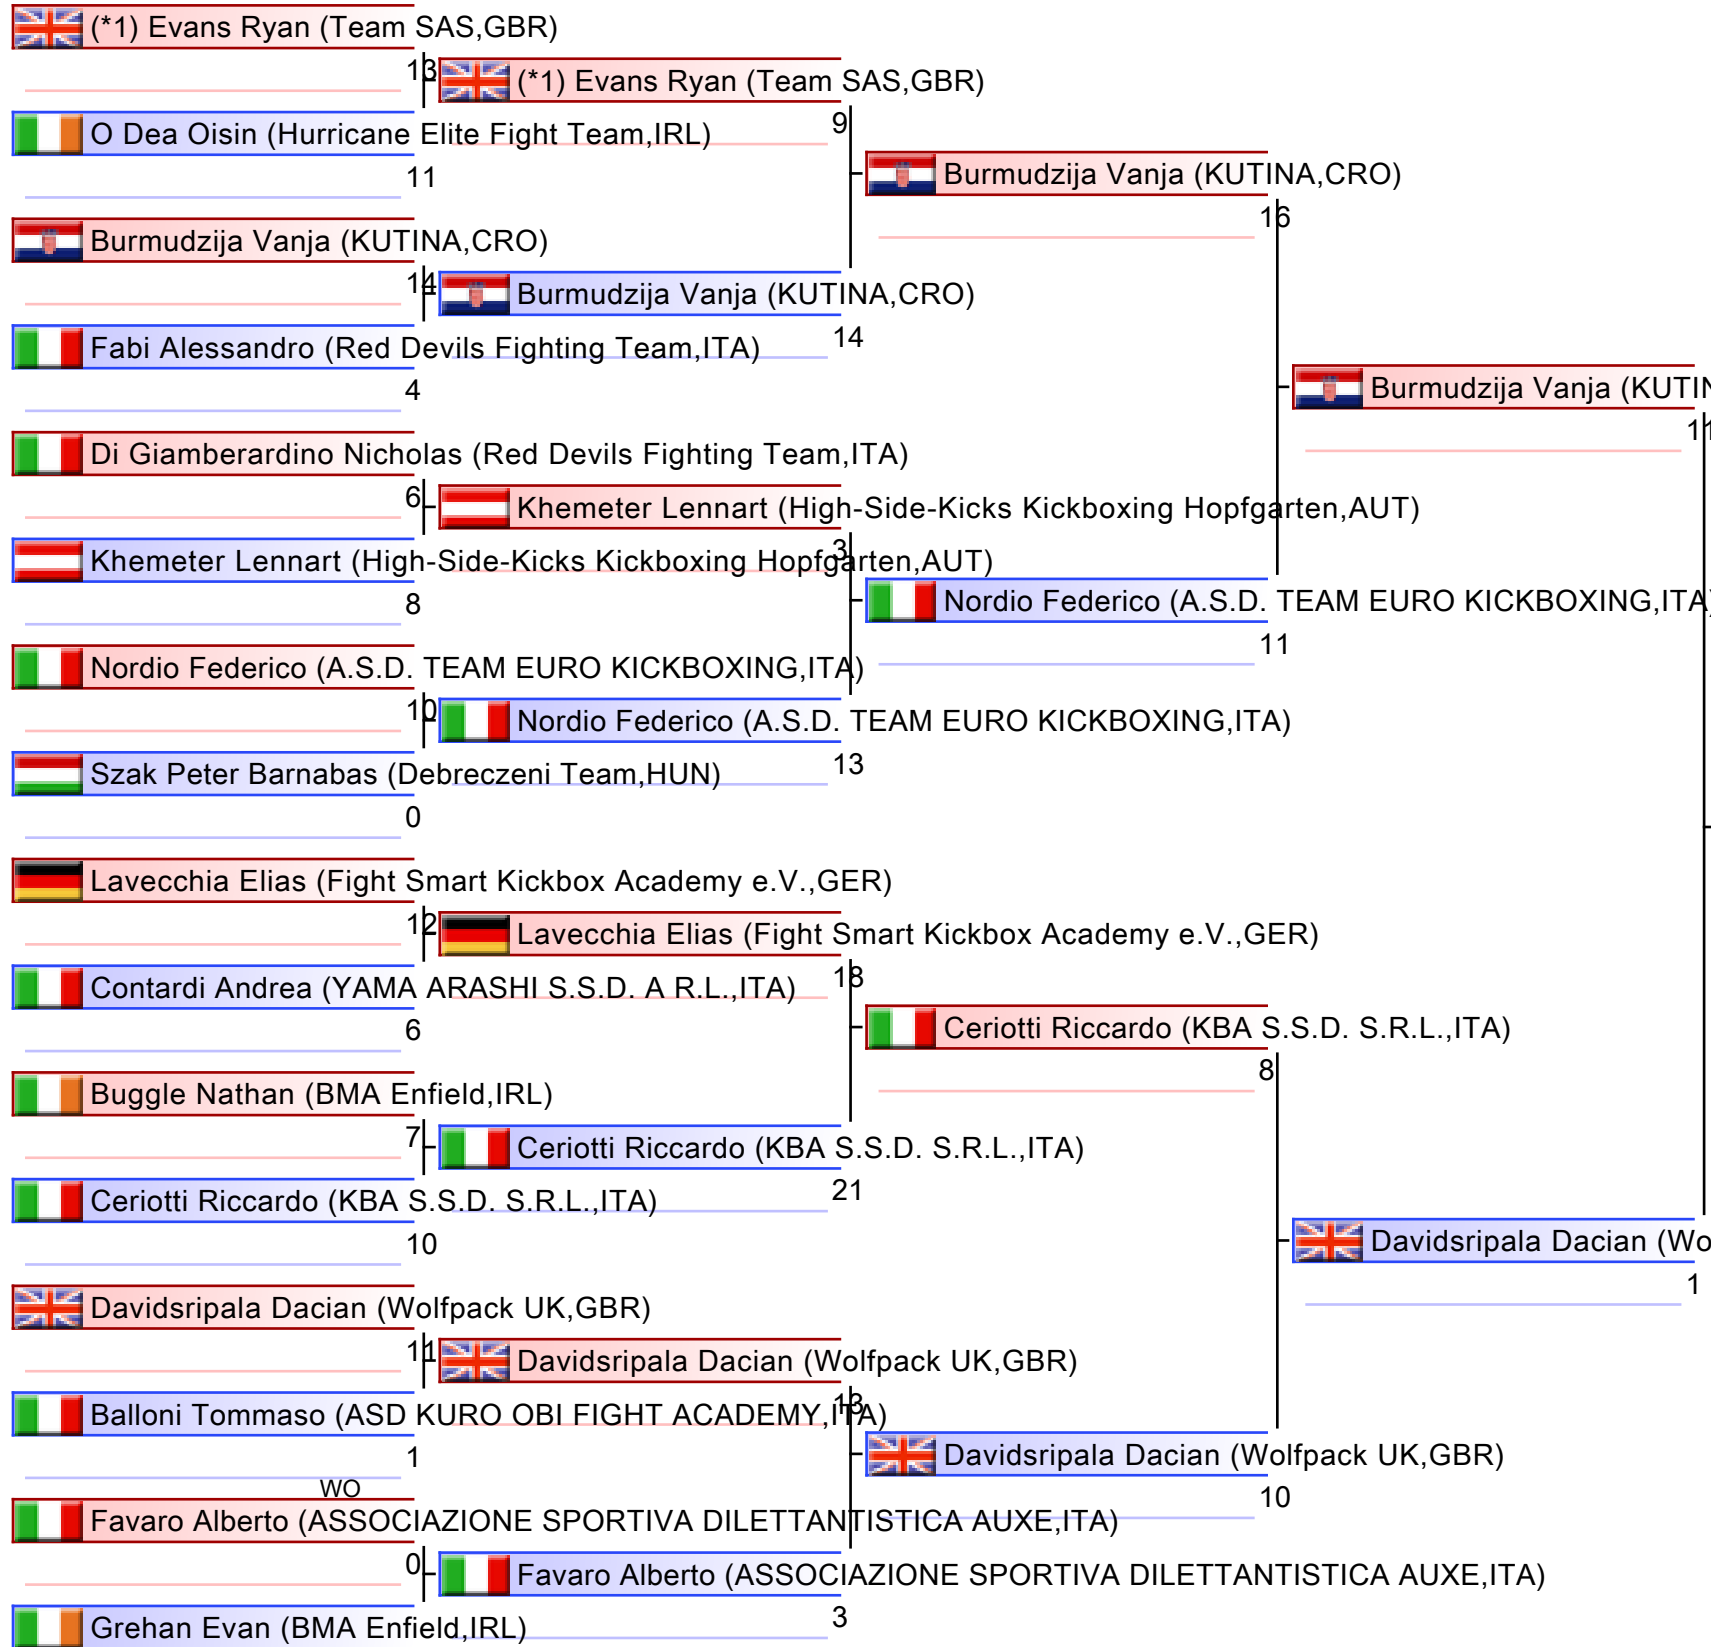 (*1) Evans Ryan (Team SAS,GBR)
13
(*1) Evans Ryan (Team SAS,GBR)
9
O Dea Oisin (Hurricane Elite Fight Team,IRL)
11
Burmudzija Vanja (KUTINA,CRO)
16
Burmudzija Vanja (KUTINA,CRO)
14
Burmudzija Vanja (KUTINA,CRO)
14
Fabi Alessandro (Red Devils Fighting Team,ITA)
4
Burmudzija Vanja (KUTIN
11
Di Giamberardino Nicholas (Red Devils Fighting Team,ITA)
6
Khemeter Lennart (High-Side-Kicks Kickboxing Hopfgarten,AUT)
3
Khemeter Lennart (High-Side-Kicks Kickboxing Hopfgarten,AUT)
8
Nordio Federico (A.S.D. TEAM EURO KICKBOXING,ITA)
11
Nordio Federico (A.S.D. TEAM EURO KICKBOXING,ITA)
10
Nordio Federico (A.S.D. TEAM EURO KICKBOXING,ITA)
13
Szak Peter Barnabas (Debreczeni Team,HUN)
0
Lavecchia Elias (Fight Smart Kickbox Academy e.V.,GER)
12
Lavecchia Elias (Fight Smart Kickbox Academy e.V.,GER)
18
Contardi Andrea (YAMA ARASHI S.S.D. A R.L.,ITA)
6
Ceriotti Riccardo (KBA S.S.D. S.R.L.,ITA)
8
Buggle Nathan (BMA Enfield,IRL)
7
Ceriotti Riccardo (KBA S.S.D. S.R.L.,ITA)
21
Ceriotti Riccardo (KBA S.S.D. S.R.L.,ITA)
10
Davidsripala Dacian (Wo
1
Davidsripala Dacian (Wolfpack UK,GBR)
11
Davidsripala Dacian (Wolfpack UK,GBR)
13
Balloni Tommaso (ASD KURO OBI FIGHT ACADEMY,ITA)
1
Davidsripala Dacian (Wolfpack UK,GBR)
10
WO
Favaro Alberto (ASSOCIAZIONE SPORTIVA DILETTANTISTICA AUXE,ITA)
0
Favaro Alberto (ASSOCIAZIONE SPORTIVA DILETTANTISTICA AUXE,ITA)
3
Grehan Evan (BMA Enfield,IRL)